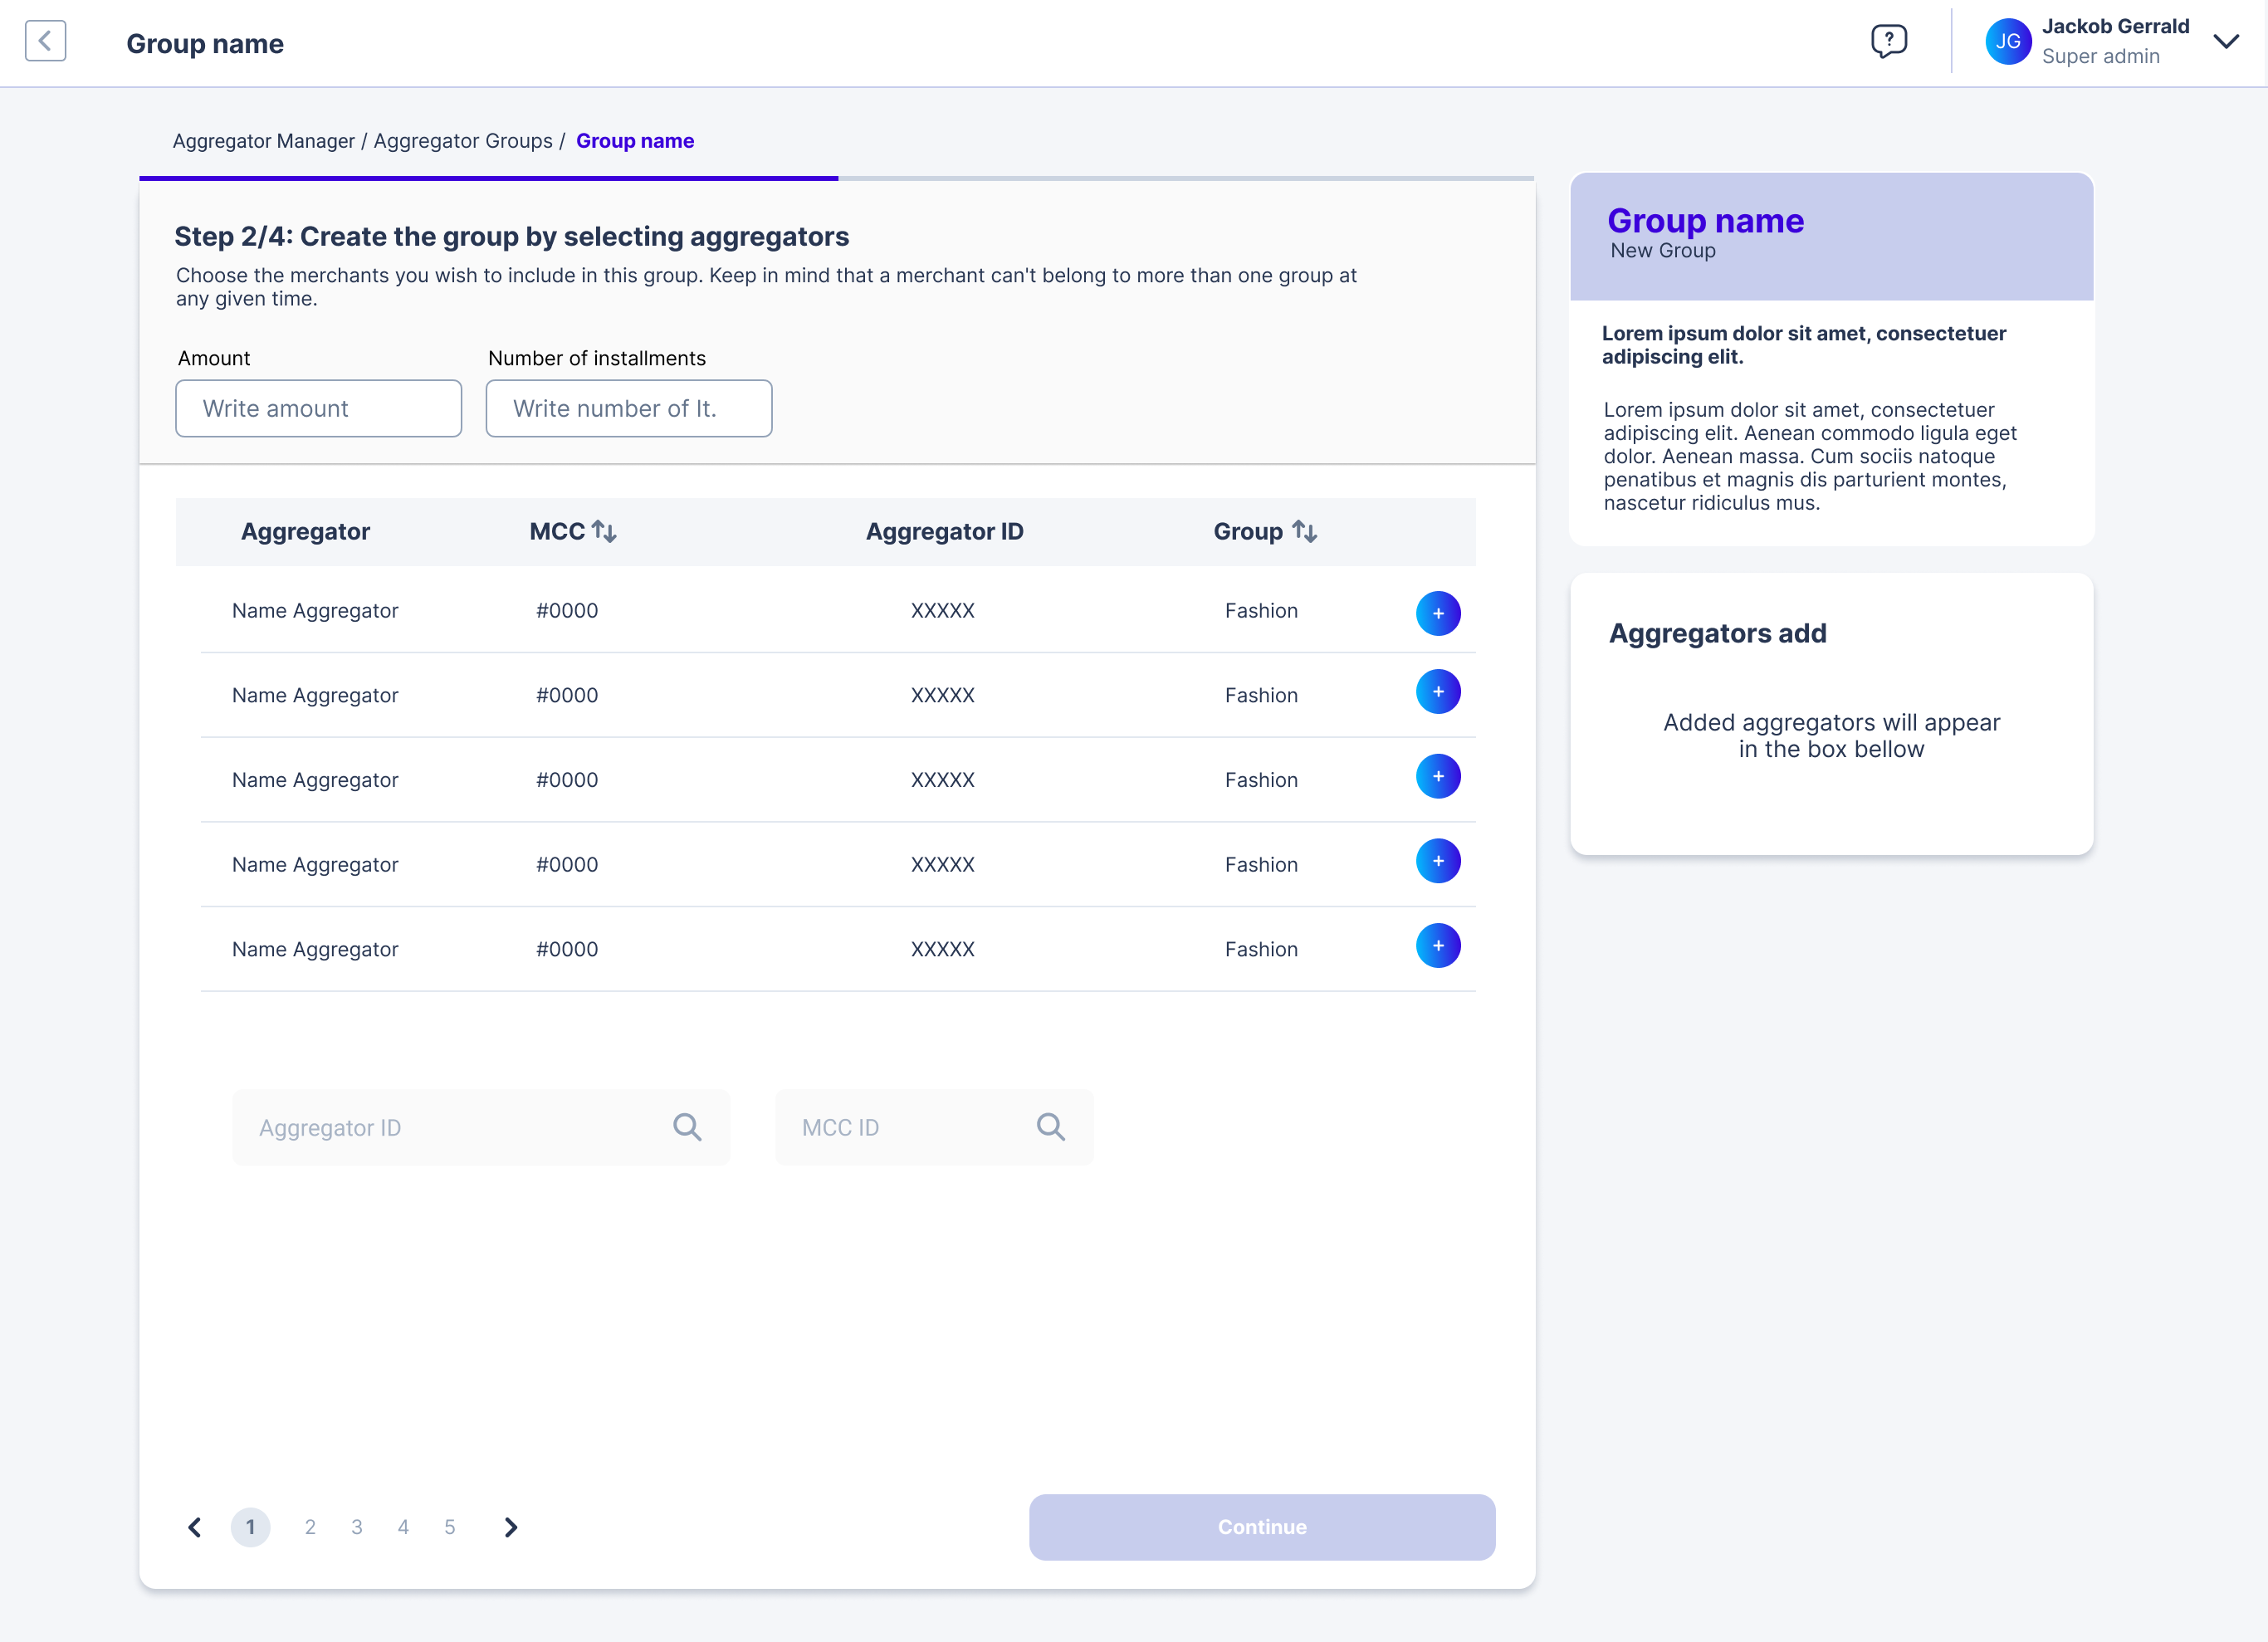 Group name
?
JG
Jackob Gerrald
Super admin
Aggregator Manager / Aggregator Groups / Group name
Step 2/4: Create the group by selecting aggregators
Choose the merchants you wish to include in this group. Keep in mind that a merchant can't belong to more than one group at
any given time.
Amount
Number of installments
Write amount
Write number of It.
Aggregator MCC Aggregator ID Group
Name Aggregator #0000 XXXXX Fashion +
Name Aggregator #0000 XXXXX Fashion +
Name Aggregator #0000 XXXXX Fashion +
Name Aggregator #0000 XXXXX Fashion +
Name Aggregator #0000 XXXXX Fashion +
Aggregator ID
MCC ID
1 2 3 4 5
Continue
Group name
New Group
Lorem ipsum dolor sit amet, consectetuer
adipiscing elit.
Lorem ipsum dolor sit amet, consectetuer
adipiscing elit. Aenean commodo ligula eget
dolor. Aenean massa. Cum sociis natoque
penatibus et magnis dis parturient montes,
nascetur ridiculus mus.
Aggregators add
Added aggregators will appear
in the box bellow